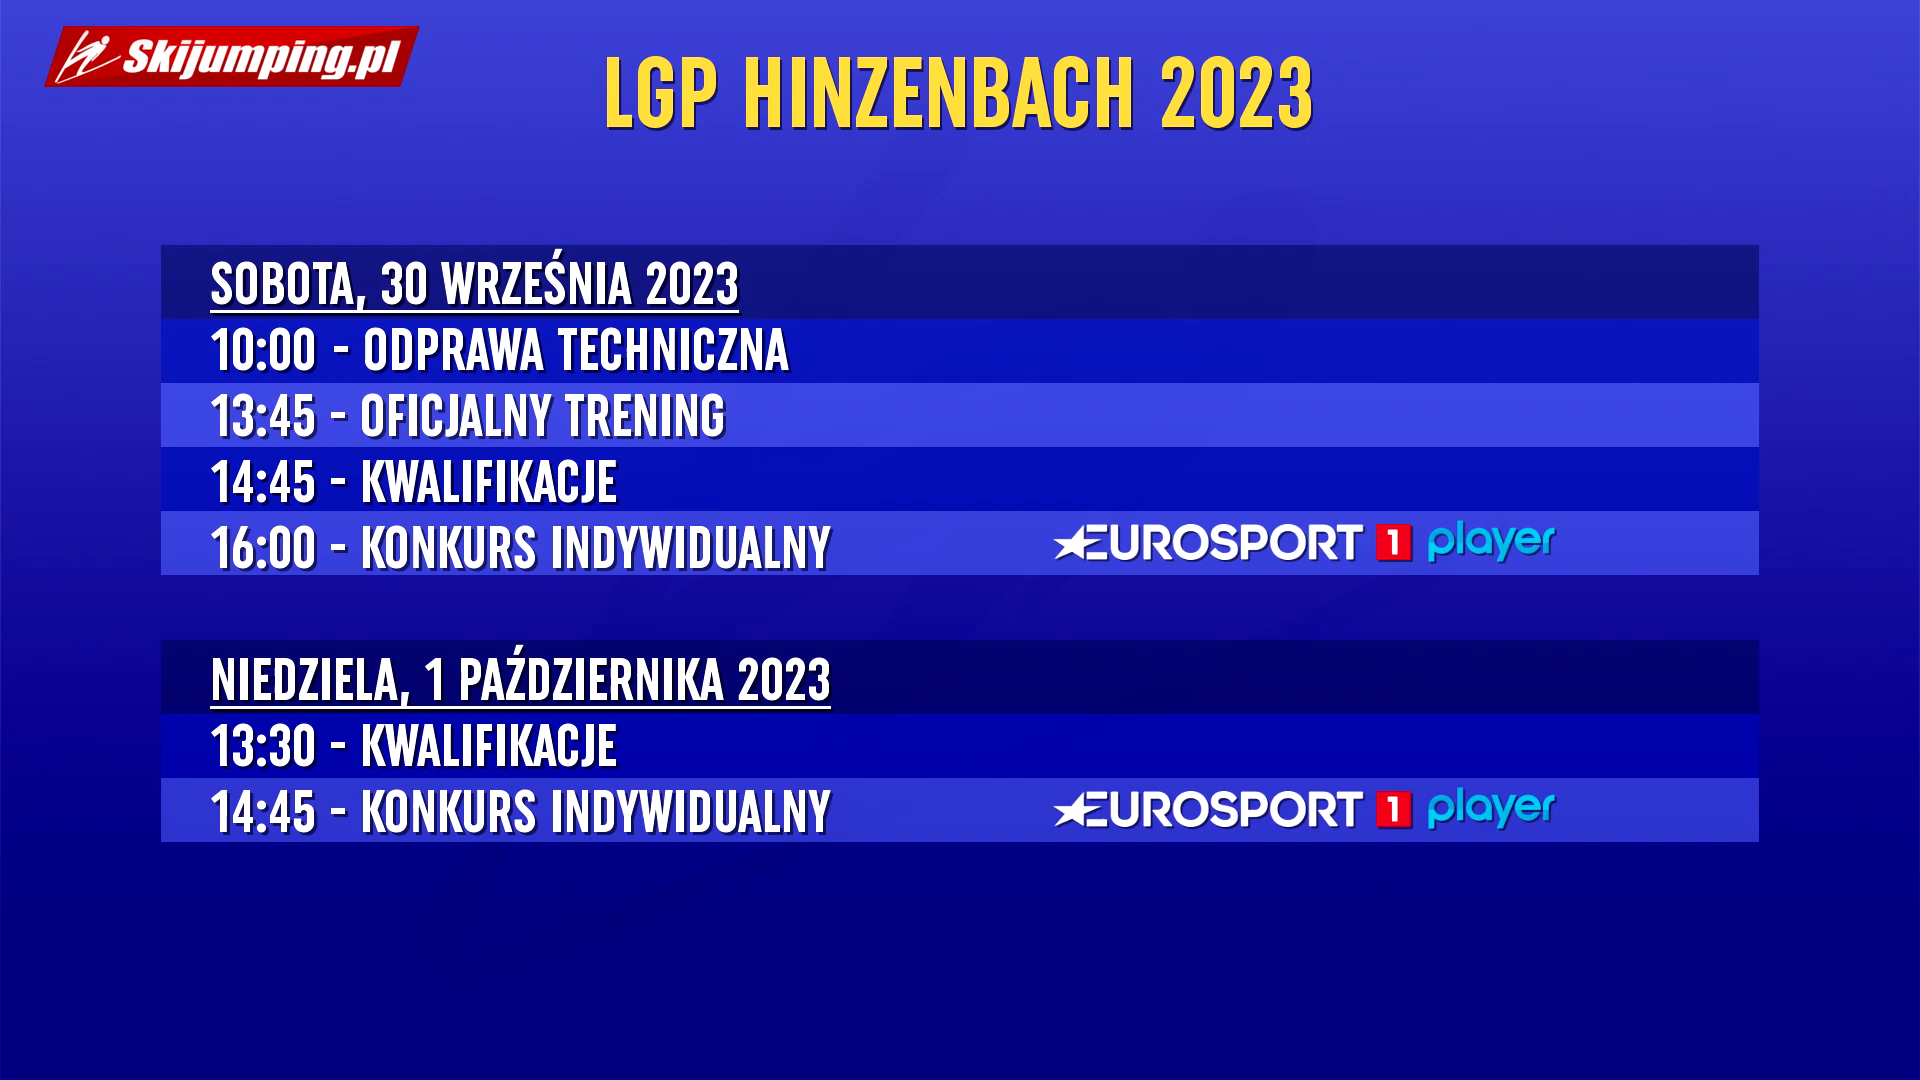 Skijumping.pl
LGP HINZENBACH 2023
SOBOTA, 30 WRZEŚNIA 2023
10:00 - ODPRAWA TECHNICZNA
13:45 - OFICJALNY TRENING
14:45 - KWALIFIKACJE
16:00 - KONKURS INDYWIDUALNY EUROSPORT 1 player
NIEDZIELA, 1 PAŹDZIERNIKA 2023
13:30 - KWALIFIKACJE
14:45 - KONKURS INDYWIDUALNY EUROSPORT 1 player